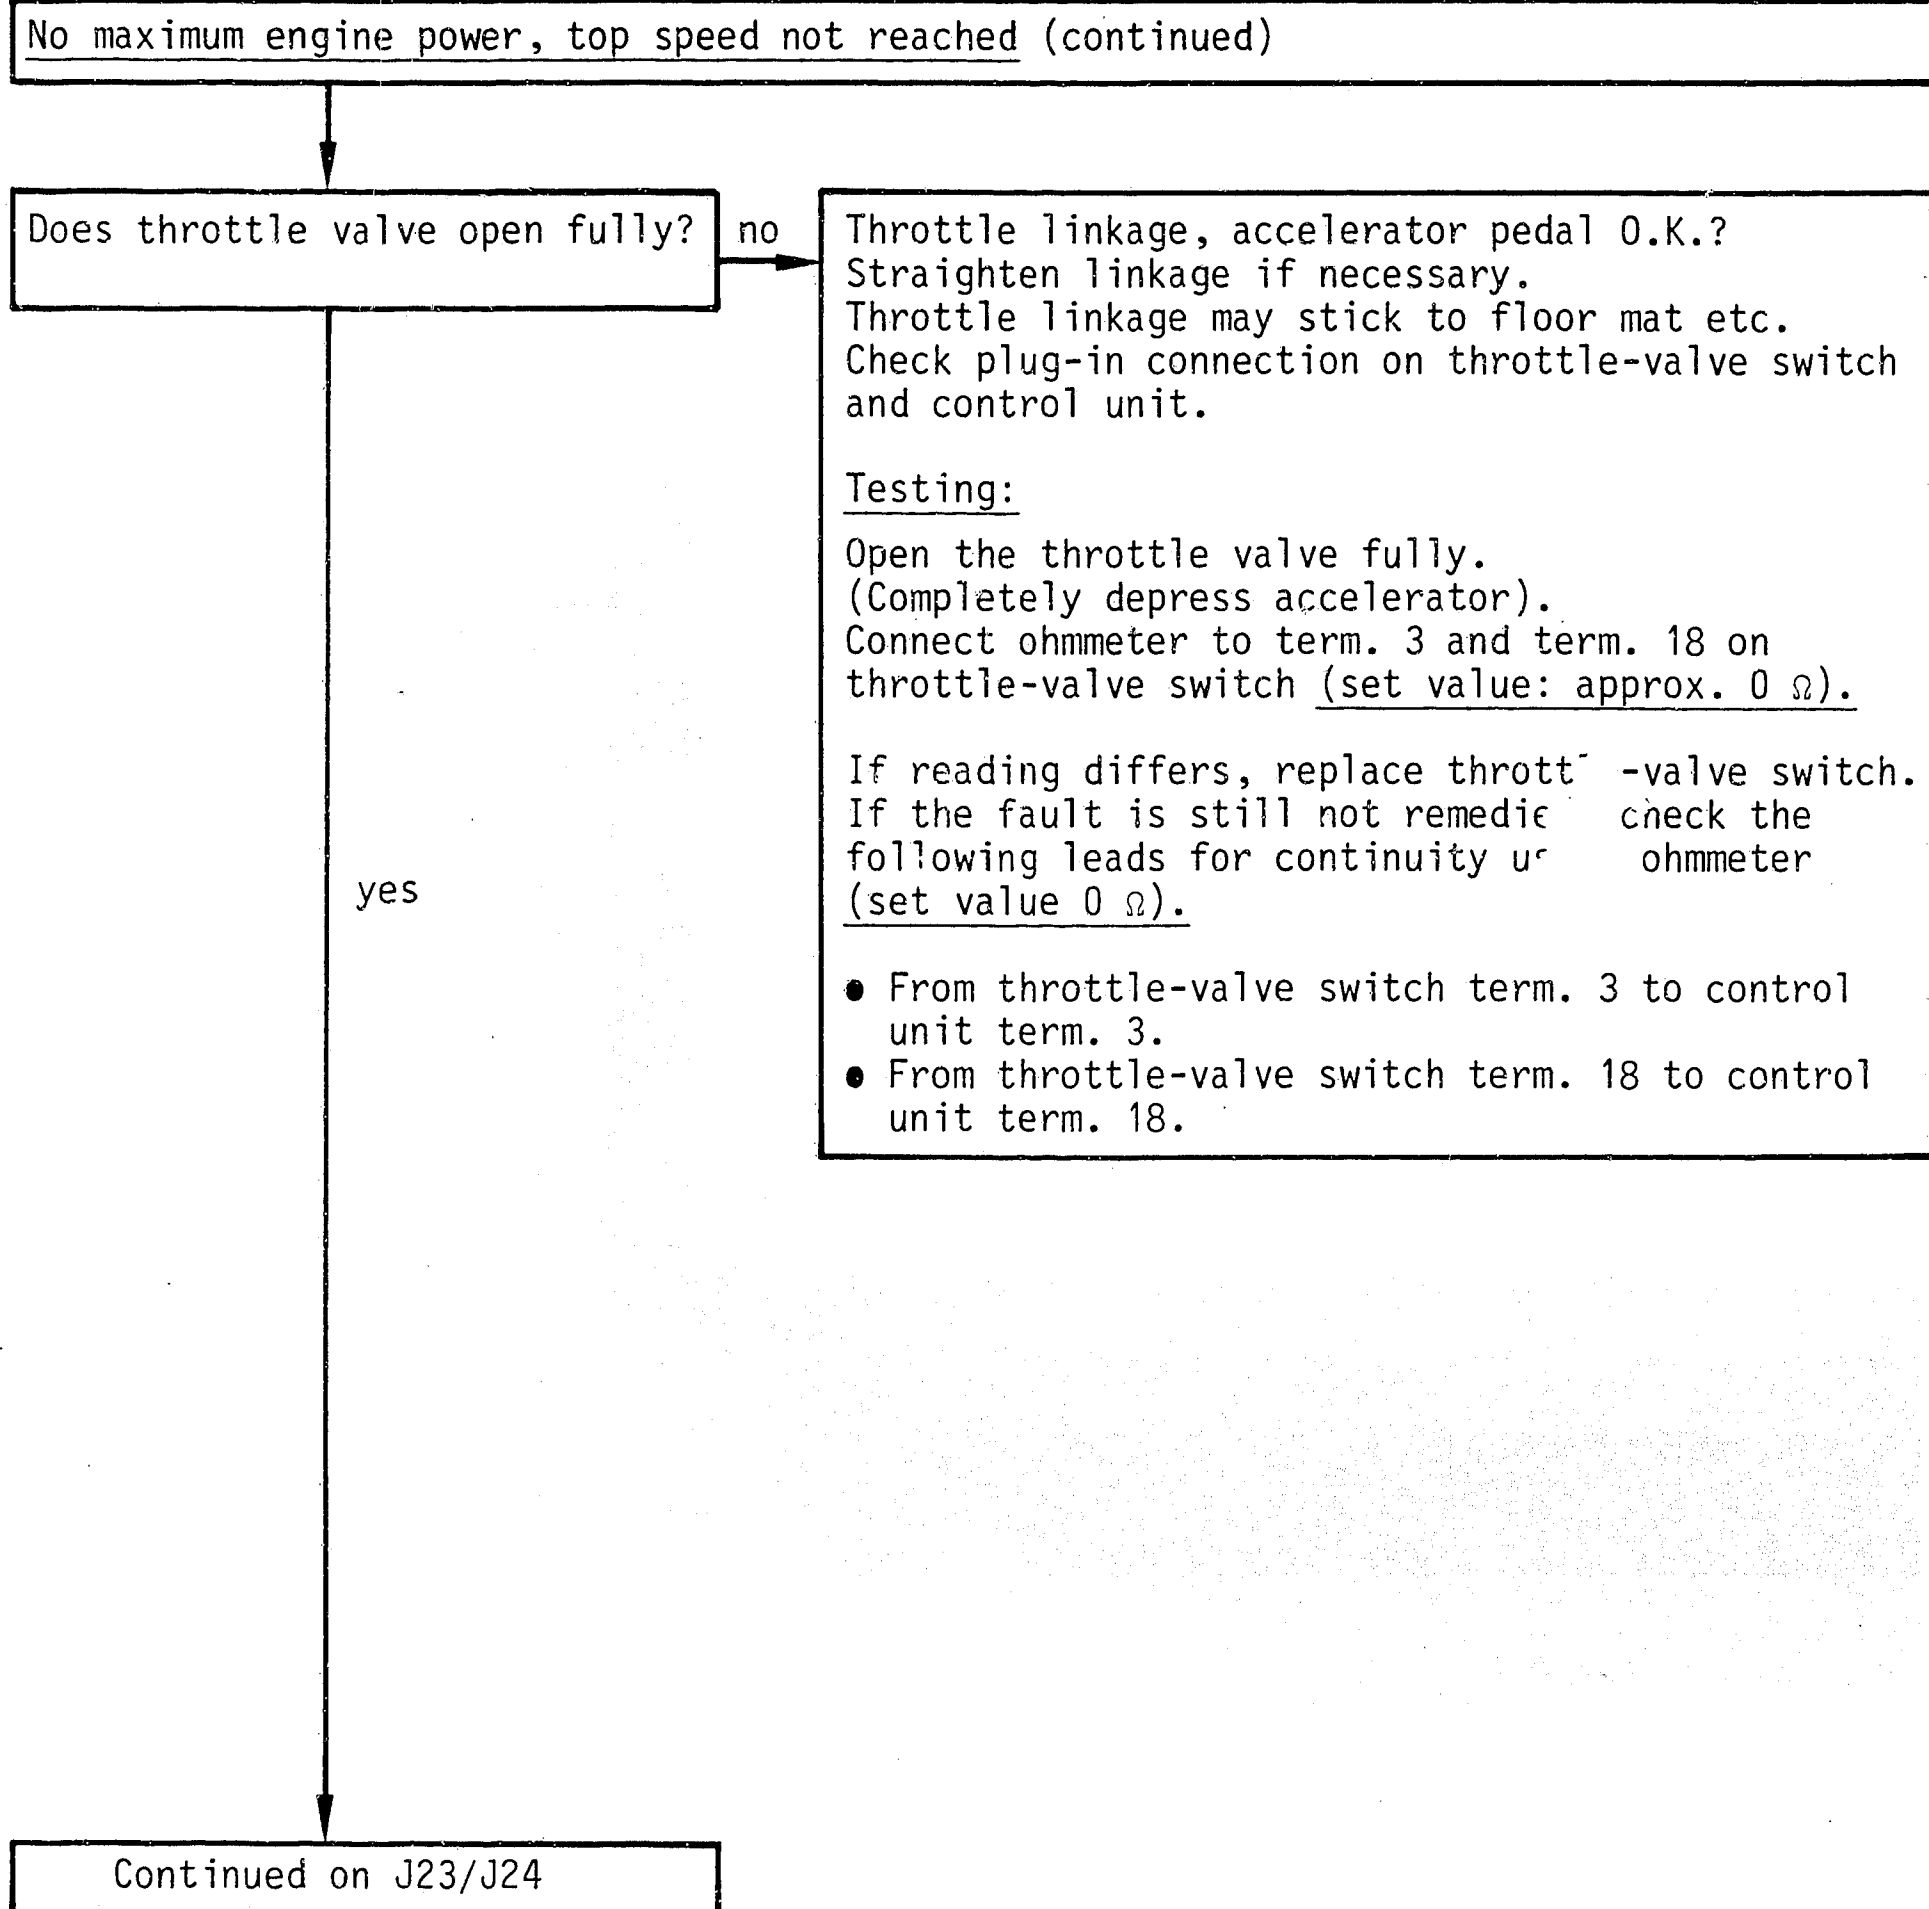 No maximum engine power, top speed not reached (continued)
Does throttle valve open fully?
no
Throttle linkage, accelerator pedal O.K.?
Straighten linkage if necessary.
Throttle linkage may stick to floor mat etc.
Check plug-in connection on throttle-valve switch
and control unit.
Testing:
Open the throttle valve fully.
(Completely depress accelerator).
Connect ohmmeter to term. 3 and term. 18 on
throttle-valve switch (set value: approx. 0 Ω).
If reading differs, replace -valve switch.
If the fault is still not check the
following leads for continuity ohmmeter
(set value 0 Ω).
● From throttle-valve switch term. 3 to control
unit term. 3.
● From throttle-valve switch term. 18 to control
unit term. 18.
yes
Continued on J23/J24